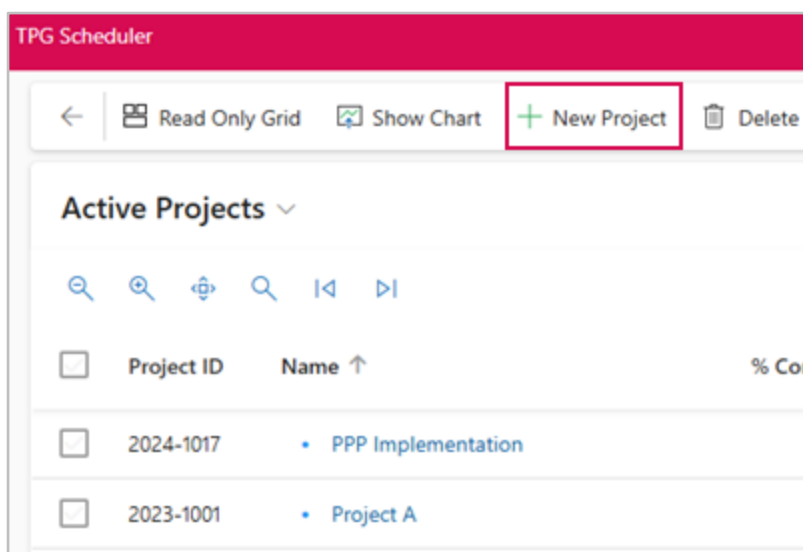 TPG Scheduler
Read Only Grid Show Chart New Project Delete
Active Projects
Project ID Name % Co
2024-1017 PPP Implementation
2023-1001 Project A